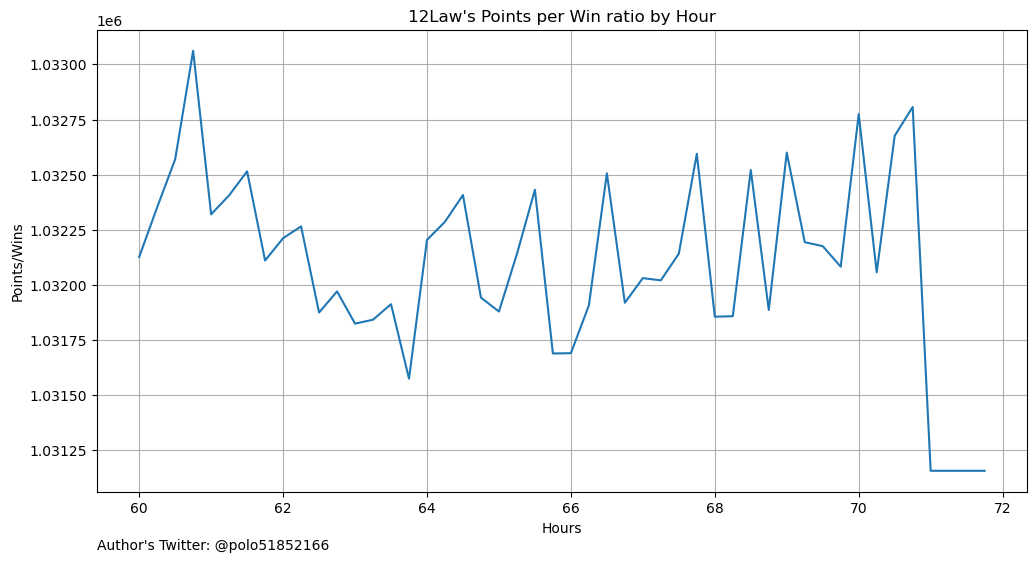 12Law's Points per Win ratio by Hour
1e6
1.03300
1.03275
1.03250
1.03225
1.03200
1.03175
1.03150
1.03125
Points/Wins
60 62 64 66 68 70 72
Hours
Author's Twitter: @polo51852166